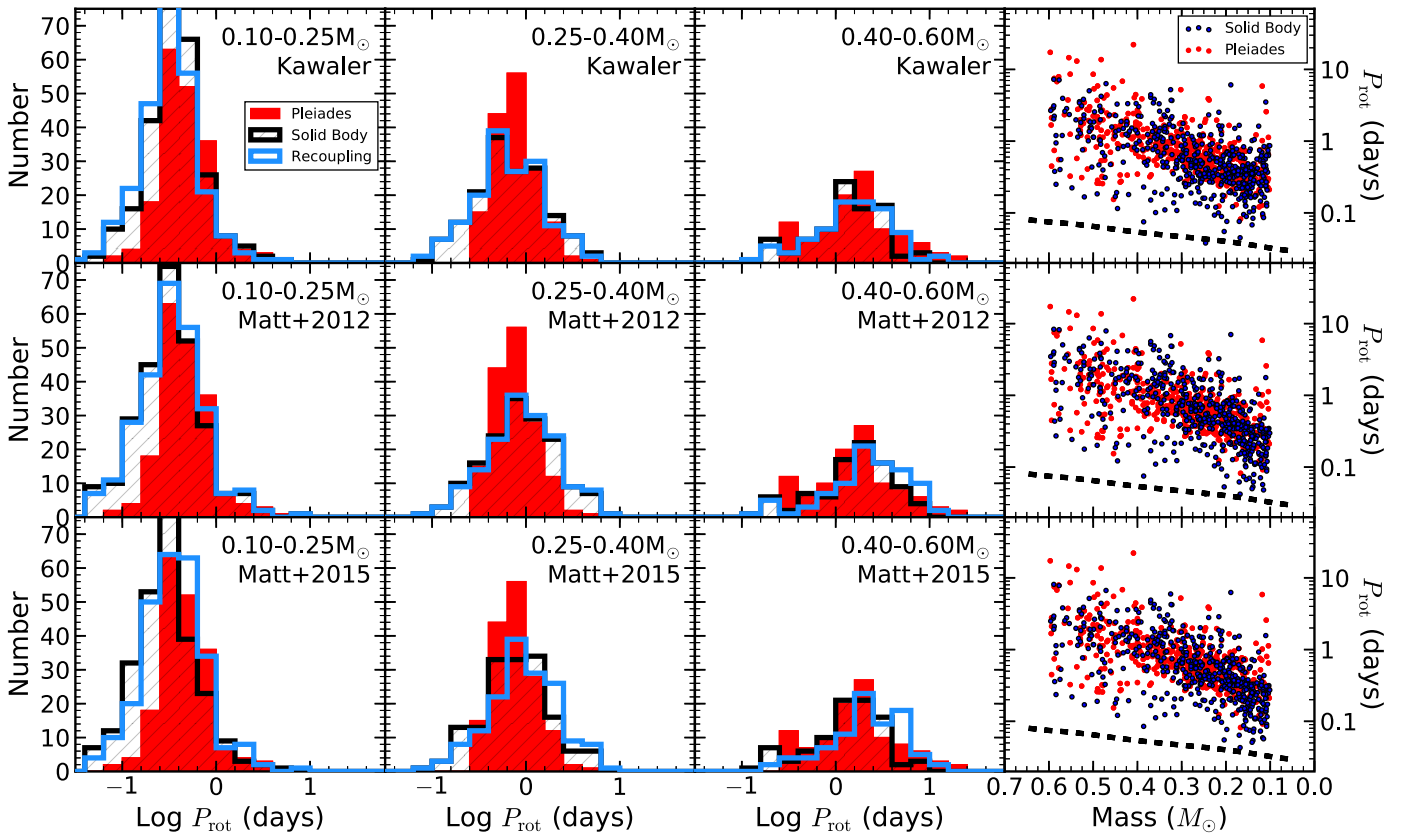 70
60
50
40
30
20
10
0
Number
0.10-0.25M⊙
Kawaler
Pleiades
Solid Body
Recoupling
0.25-0.40M⊙
Kawaler
0.40-0.60M⊙
Kawaler
Solid Body
Pleiades
10
1
0.1
P_rot (days)
70
60
50
40
30
20
10
0
Number
0.10-0.25M⊙
Matt+2012
0.25-0.40M⊙
Matt+2012
0.40-0.60M⊙
Matt+2012
10
1
0.1
P_rot (days)
70
60
50
40
30
20
10
0
Number
0.10-0.25M⊙
Matt+2015
0.25-0.40M⊙
Matt+2015
0.40-0.60M⊙
Matt+2015
10
1
0.1
P_rot (days)
−1 0 1
−1 0 1
−1 0 1
0.7 0.6 0.5 0.4 0.3 0.2 0.1 0.0
Log P_rot (days)
Log P_rot (days)
Log P_rot (days)
Mass (M⊙)